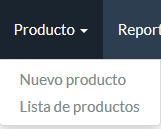 Producto Report
Nuevo producto
Lista de productos